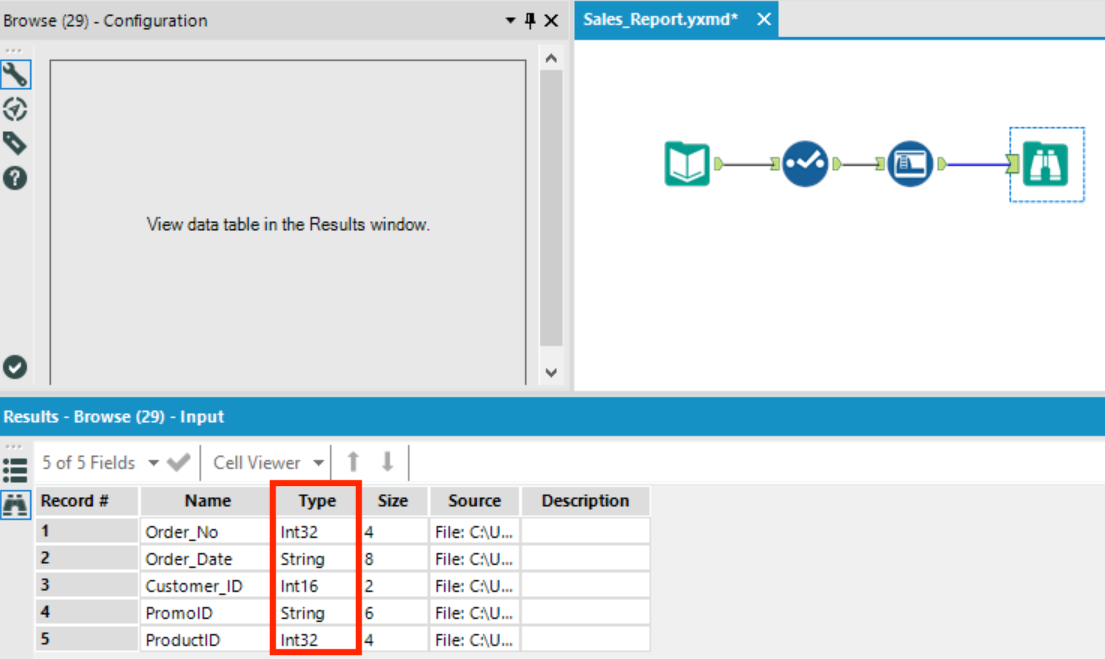 Browse (29) - Configuration
Sales_Report.yxmd*
View data table in the Results window.
Results - Browse (29) - Input
5 of 5 Fields Cell Viewer
Record # Name Type Size Source Description
1 Order_No Int32 4 File: C:\U...
2 Order_Date String 8 File: C:\U...
3 Customer_ID Int16 2 File: C:\U...
4 PromoID String 6 File: C:\U...
5 ProductID Int32 4 File: C:\U...